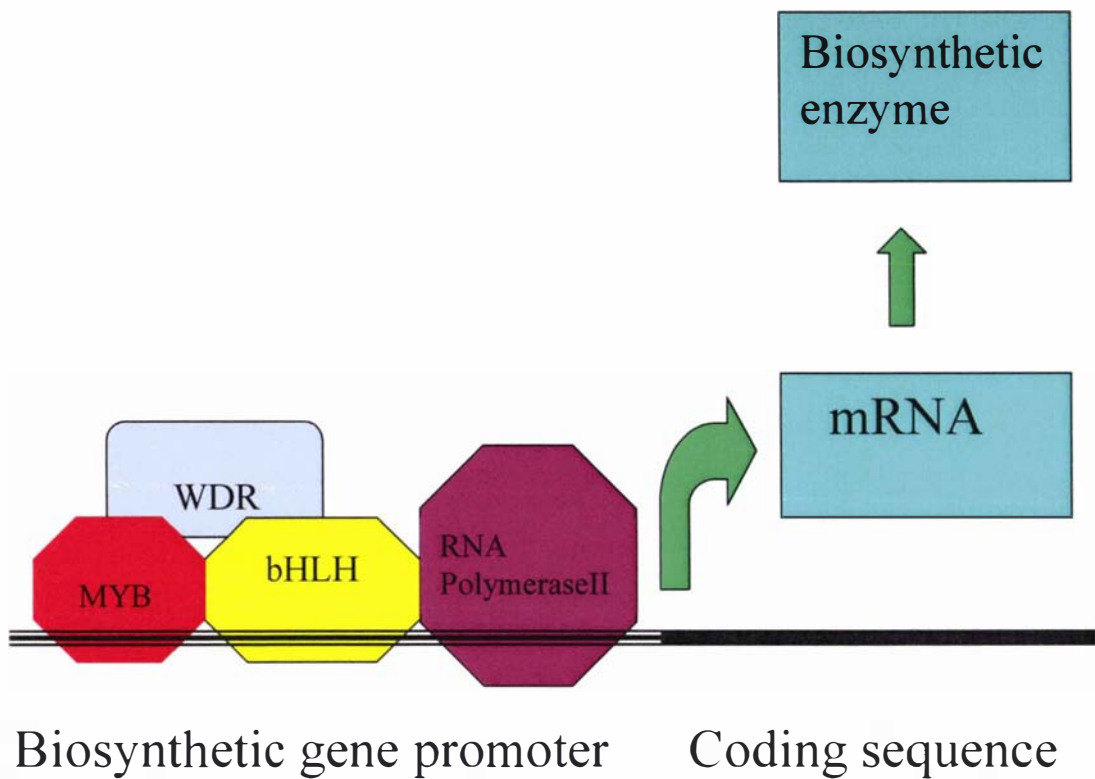 Biosynthetic
enzyme
mRNA
WDR
bHLH
MYB
RNA
PolymeraseII
Biosynthetic gene promoter
Coding sequence